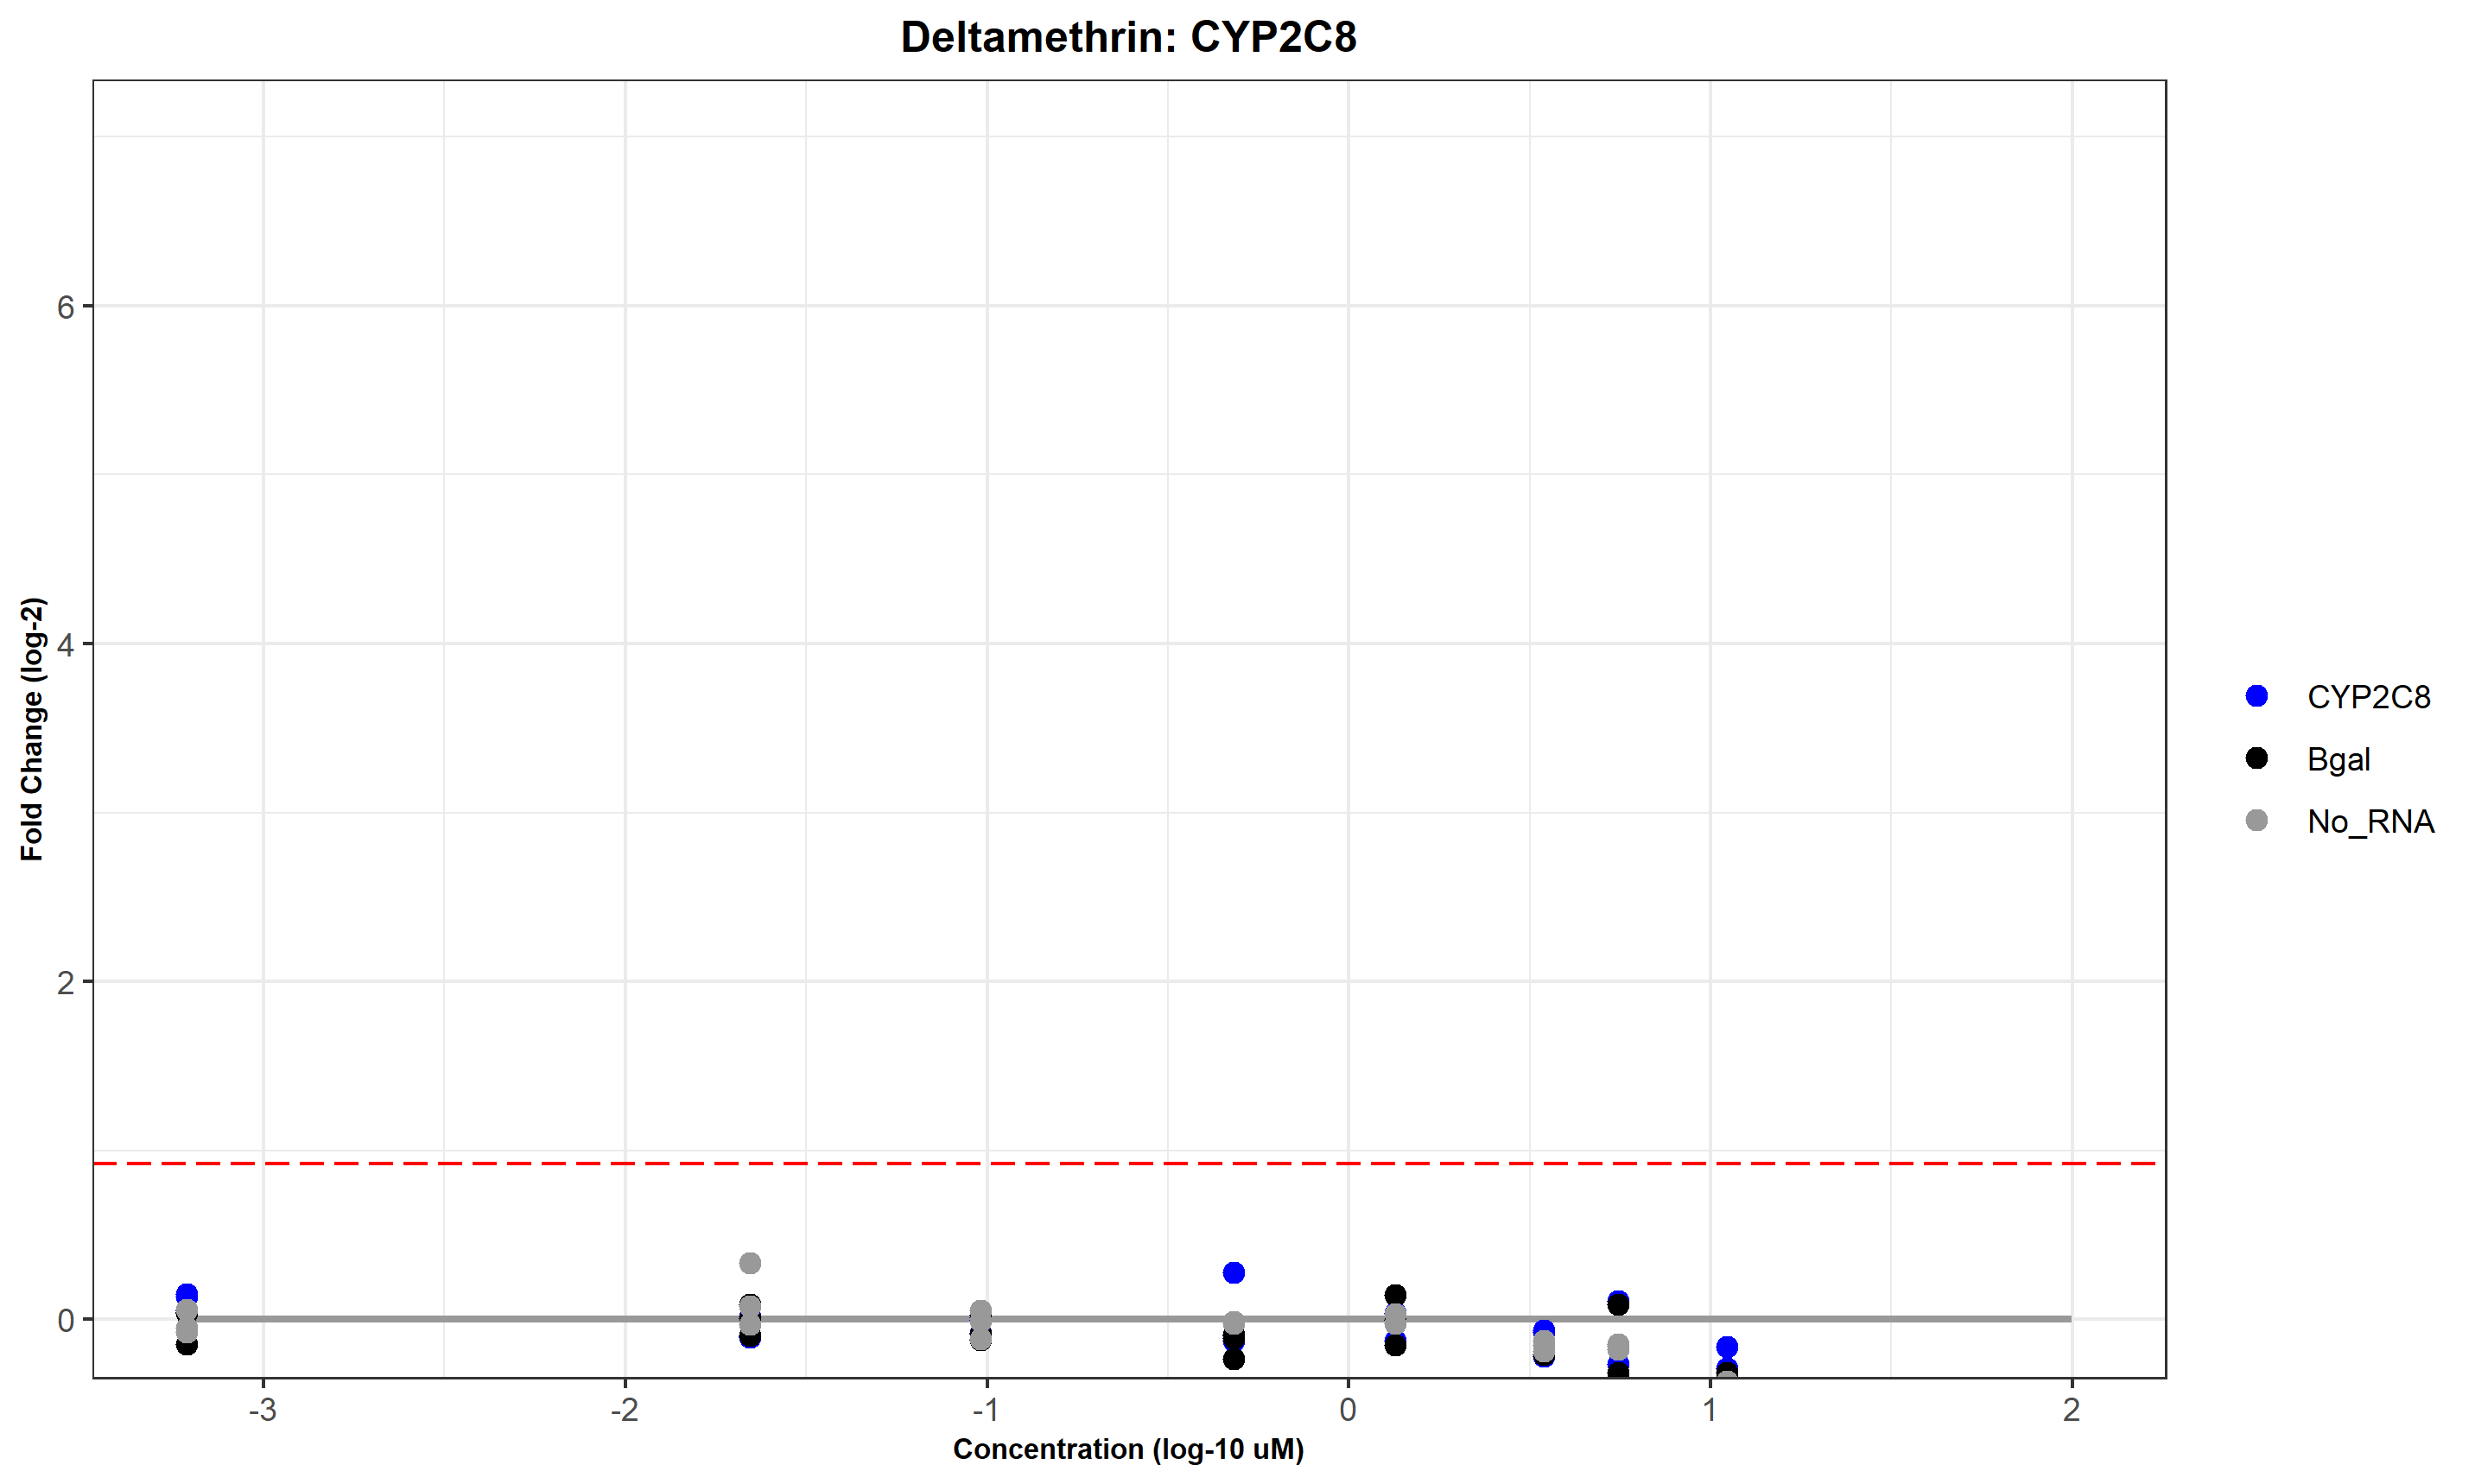 Deltamethrin: CYP2C8
Fold Change (log-2)
6
4
2
0
-3
-2
-1
0
1
2
Concentration (log-10 uM)
CYP2C8
Bgal
No_RNA